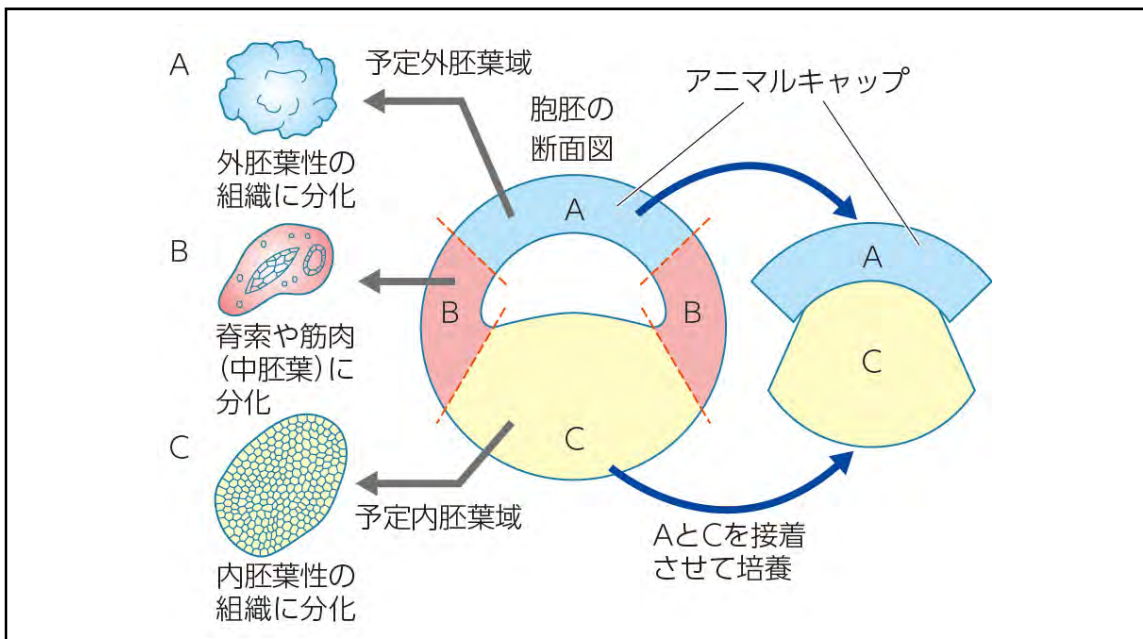 A
予定外胚葉域
外胚葉性の
組織に分化
B
脊索や筋肉
(中胚葉)に
分化
C
予定内胚葉域
内胚葉性の
組織に分化
胞胚の
断面図
A
B
B
C
アニマルキャップ
A
C
AとCを接着
させて培養